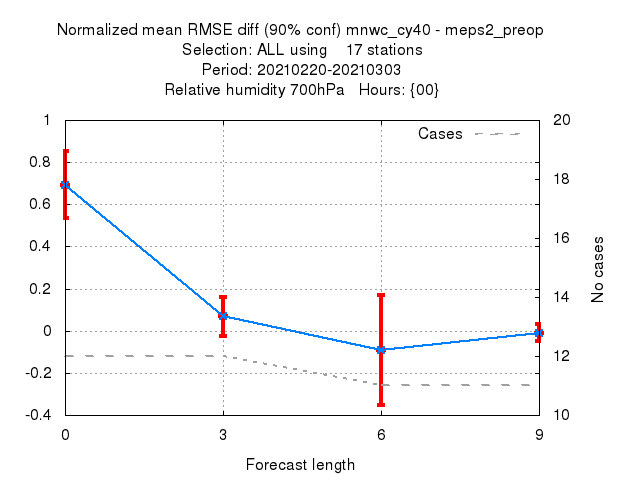 Normalized mean RMSE diff (90% conf) mnwc_cy40 - meps2_preop
Selection: ALL using    17 stations
Period: 20210220-20210303
Relative humidity 700hPa   Hours: {00}
Cases
1
0.8
0.6
0.4
0.2
0
-0.2
-0.4
20
18
16
14
12
10
No cases
0 3 6 9
Forecast length